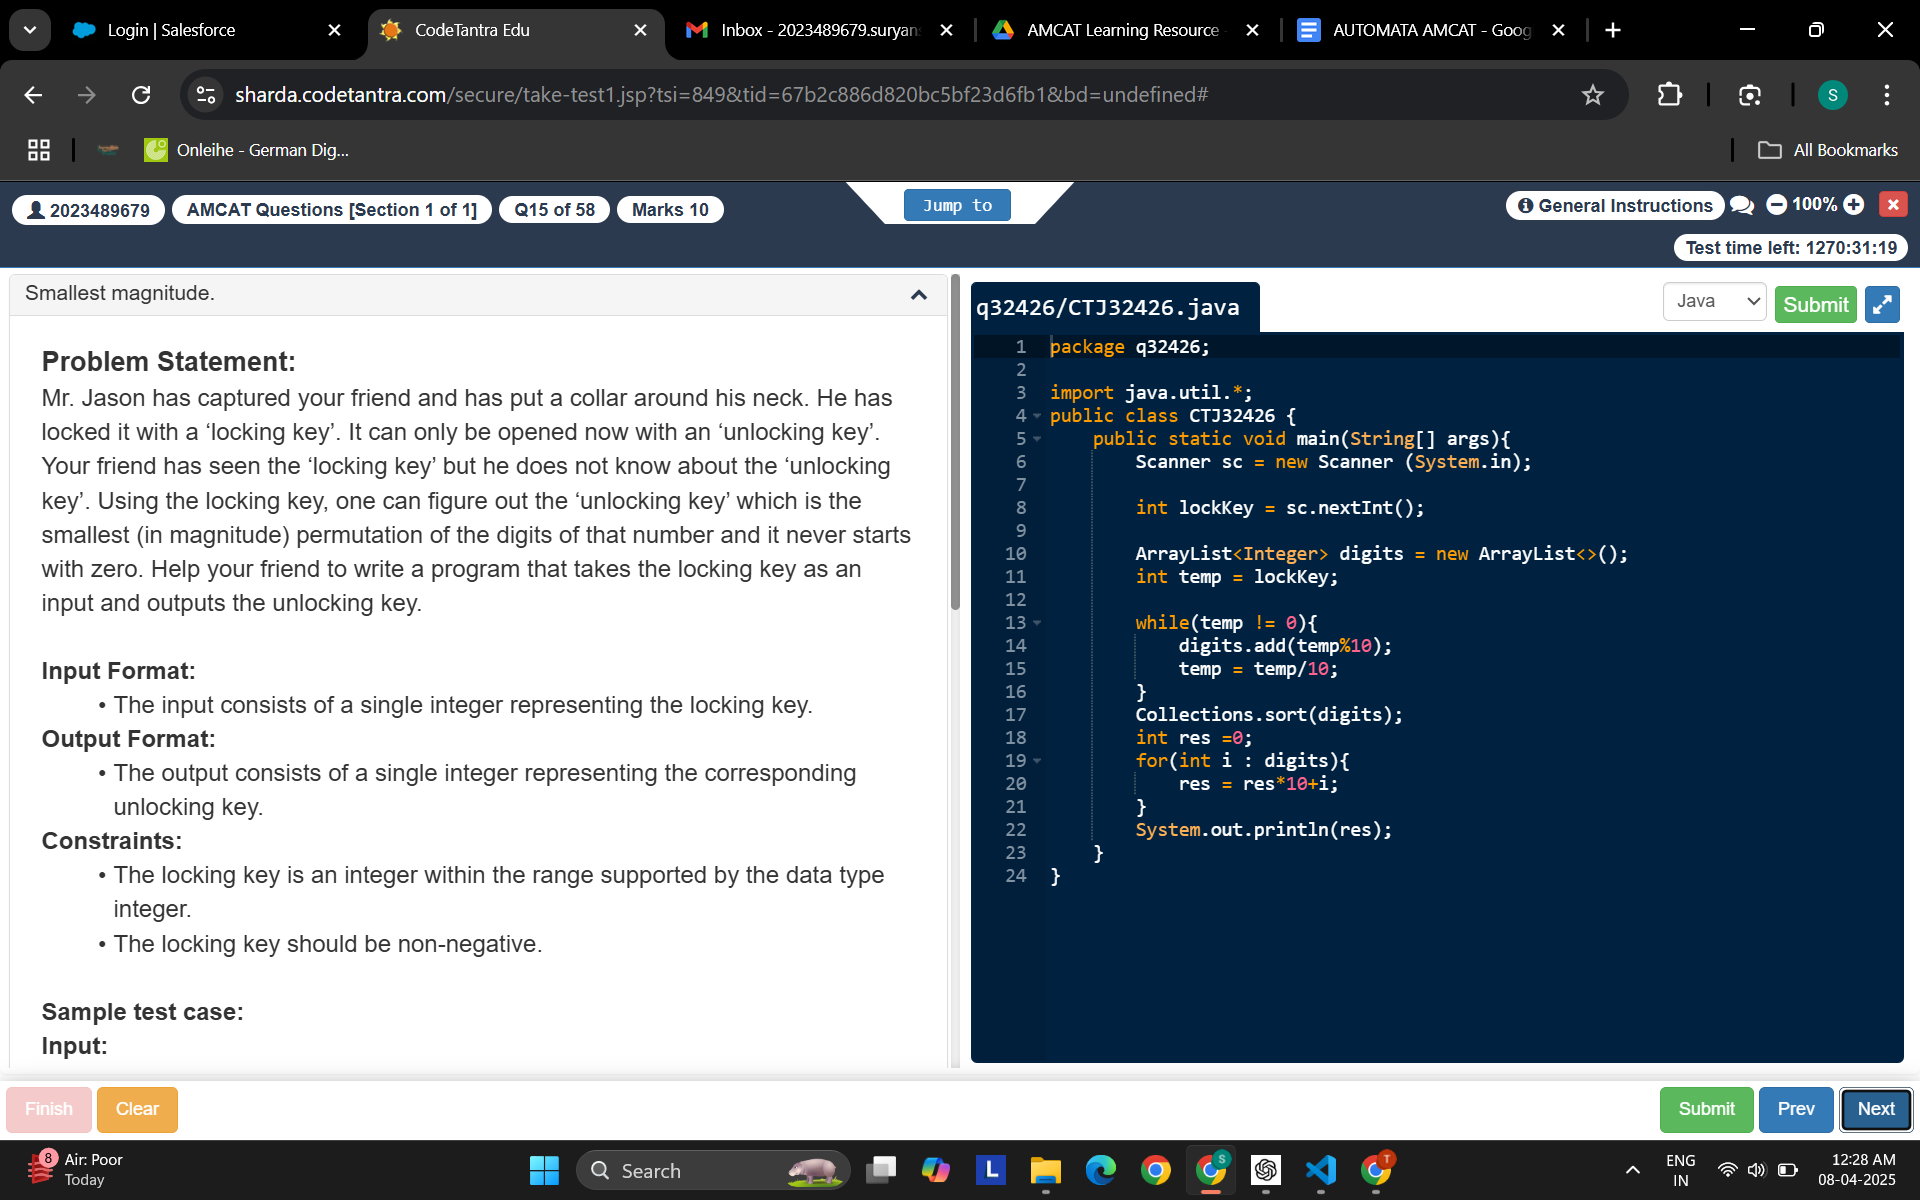 Login | Salesforce
CodeTantra Edu
Inbox - 2023489679.suryan
AMCAT Learning Resource
AUTOMATA AMCAT - Goog
sharda.codetantra.com/secure/take-test1.jsp?tsi=849&tid=67b2c886d820bc5bf23d6fb1&bd=undefined#
S
Onleihe - German Dig...
All Bookmarks
2023489679
AMCAT Questions [Section 1 of 1]
Q15 of 58
Marks 10
Jump to
General Instructions
100%
Test time left: 1270:31:19
Smallest magnitude.
Problem Statement:
Mr. Jason has captured your friend and has put a collar around his neck. He has
locked it with a ‘locking key’. It can only be opened now with an ‘unlocking key’.
Your friend has seen the ‘locking key’ but he does not know about the ‘unlocking
key’. Using the locking key, one can figure out the ‘unlocking key’ which is the
smallest (in magnitude) permutation of the digits of that number and it never starts
with zero. Help your friend to write a program that takes the locking key as an
input and outputs the unlocking key.
Input Format:
• The input consists of a single integer representing the locking key.
Output Format:
• The output consists of a single integer representing the corresponding
unlocking key.
Constraints:
• The locking key is an integer within the range supported by the data type
integer.
• The locking key should be non-negative.
Sample test case:
Input:
q32426/CTJ32426.java
Java
Submit
1 package q32426;
2
3 import java.util.*;
4 public class CTJ32426 {
5 public static void main(String[] args){
6 Scanner sc = new Scanner (System.in);
7
8 int lockKey = sc.nextInt();
9
10 ArrayList<Integer> digits = new ArrayList<>();
11 int temp = lockKey;
12
13 while(temp != 0){
14 digits.add(temp%10);
15 temp = temp/10;
16 }
17 Collections.sort(digits);
18 int res =0;
19 for(int i : digits){
20 res = res*10+i;
21 }
22 System.out.println(res);
23 }
24 }
Finish
Clear
Submit
Prev
Next
8
Air: Poor
Today
Search
L
S
T
ENG
IN
12:28 AM
08-04-2025